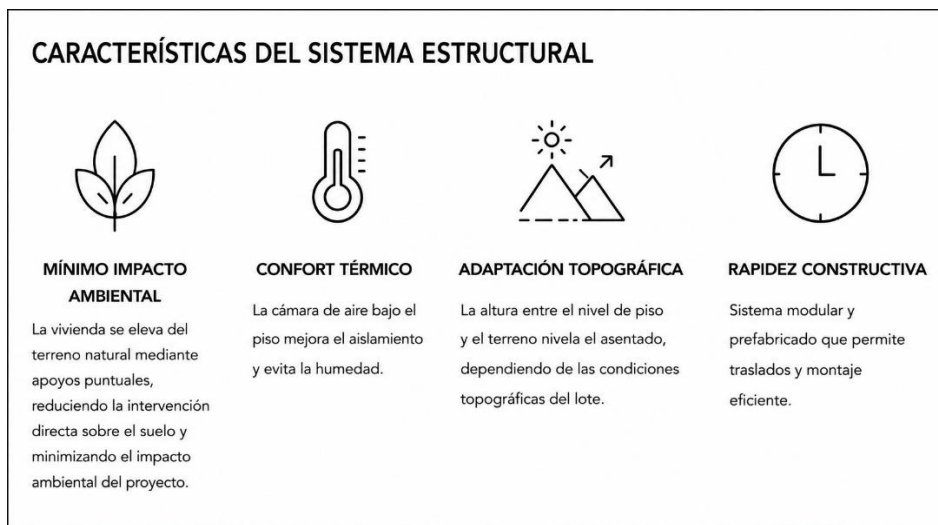 CARACTERÍSTICAS DEL SISTEMA ESTRUCTURAL
MÍNIMO IMPACTO
AMBIENTAL
La vivienda se eleva del
terreno natural mediante
apoyos puntuales,
reduciendo la intervención
directa sobre el suelo y
minimizando el impacto
ambiental del proyecto.
CONFORT TÉRMICO
La cámara de aire bajo el
piso mejora el aislamiento
y evita la humedad.
ADAPTACIÓN TOPOGRÁFICA
La altura entre el nivel de piso
y el terreno nivela el asentado,
dependiendo de las condiciones
topográficas del lote.
RAPIDEZ CONSTRUCTIVA
Sistema modular y
prefabricado que permite
traslados y montaje
eficiente.